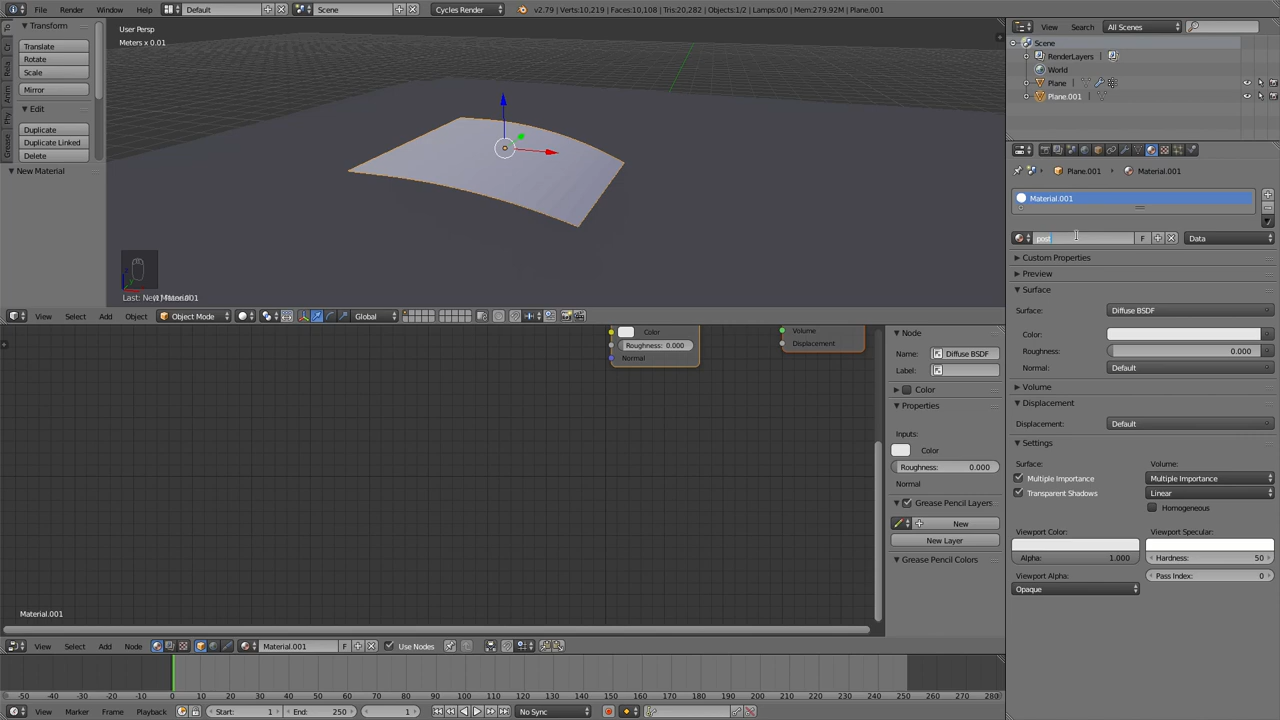 File Render Window Help Default Scene Cycles Render v2.79 | Verts:10,219 | Faces:10,108 | Tris:20,282 | Objects:1/2 | Lamps:0/0 | Mem:279.92M | Plane.001
Transform
Translate
Rotate
Scale
Mirror
Edit
Duplicate
Duplicate Linked
Delete
New Material
To
Cr
Rela
Anim
Phy
Grease
User Persp
Meters x 0.01
View Select Add Object Object Mode Global
Color
Roughness: 0.000
Normal
Volume
Displacement
Material.001
Node
Name: Diffuse BSDF
Label:
Color
Properties
Inputs:
Color
Roughness: 0.000
Normal
Grease Pencil Layers
New
New Layer
Grease Pencil Colors
View Select Add Node Material.001 F Use Nodes
-50 -40 -30 -20 -10 0 10 20 30 40 50 60 70 80 90 100 110 120 130 140 150 160 170 180 190 200 210 220 230 240 250 260 270 280
View Marker Frame Playback Start: 1 End: 250 1 No Sync
View Search All Scenes
Scene
RenderLayers |
World
Plane |
Plane.001 |
Plane.001 Material.001
Material.001
post F Data
Custom Properties
Preview
Surface
Surface: Diffuse BSDF
Color:
Roughness: 0.000
Normal: Default
Volume
Displacement
Displacement: Default
Settings
Surface: Volume:
Multiple Importance Multiple Importance
Transparent Shadows Linear
Homogeneous
Viewport Color: Viewport Specular:
Alpha: 1.000 Hardness: 50
Viewport Alpha: Pass Index: 0
Opaque